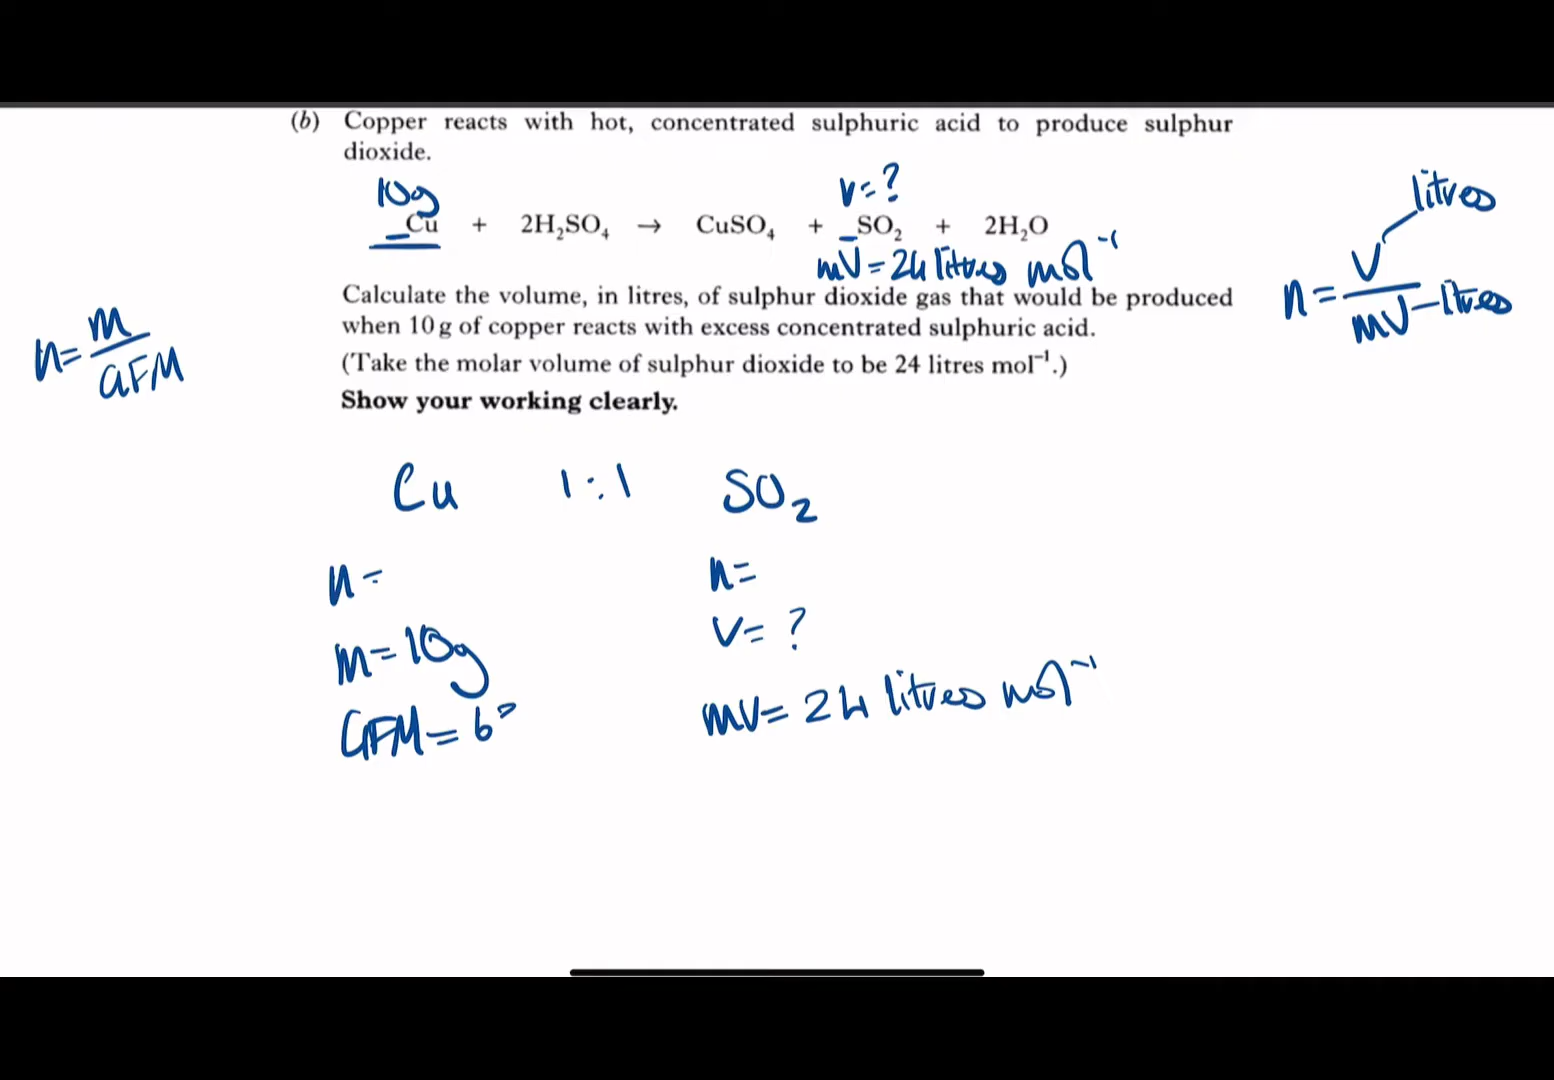 (b) Copper reacts with hot, concentrated sulphuric acid to produce sulphur
dioxide.
10g
v=?
litres
Cu + 2H₂SO₄ → CuSO₄ + SO₂ + 2H₂O
mV=24 litres mol⁻¹
n=V/mV-litres
Calculate the volume, in litres, of sulphur dioxide gas that would be produced
when 10 g of copper reacts with excess concentrated sulphuric acid.
n=m/GFM
(Take the molar volume of sulphur dioxide to be 24 litres mol⁻¹.)
Show your working clearly.
Cu 1:1 SO₂
n= n=
m=10g v=?
GFM=6 mV=24 litres mol⁻¹